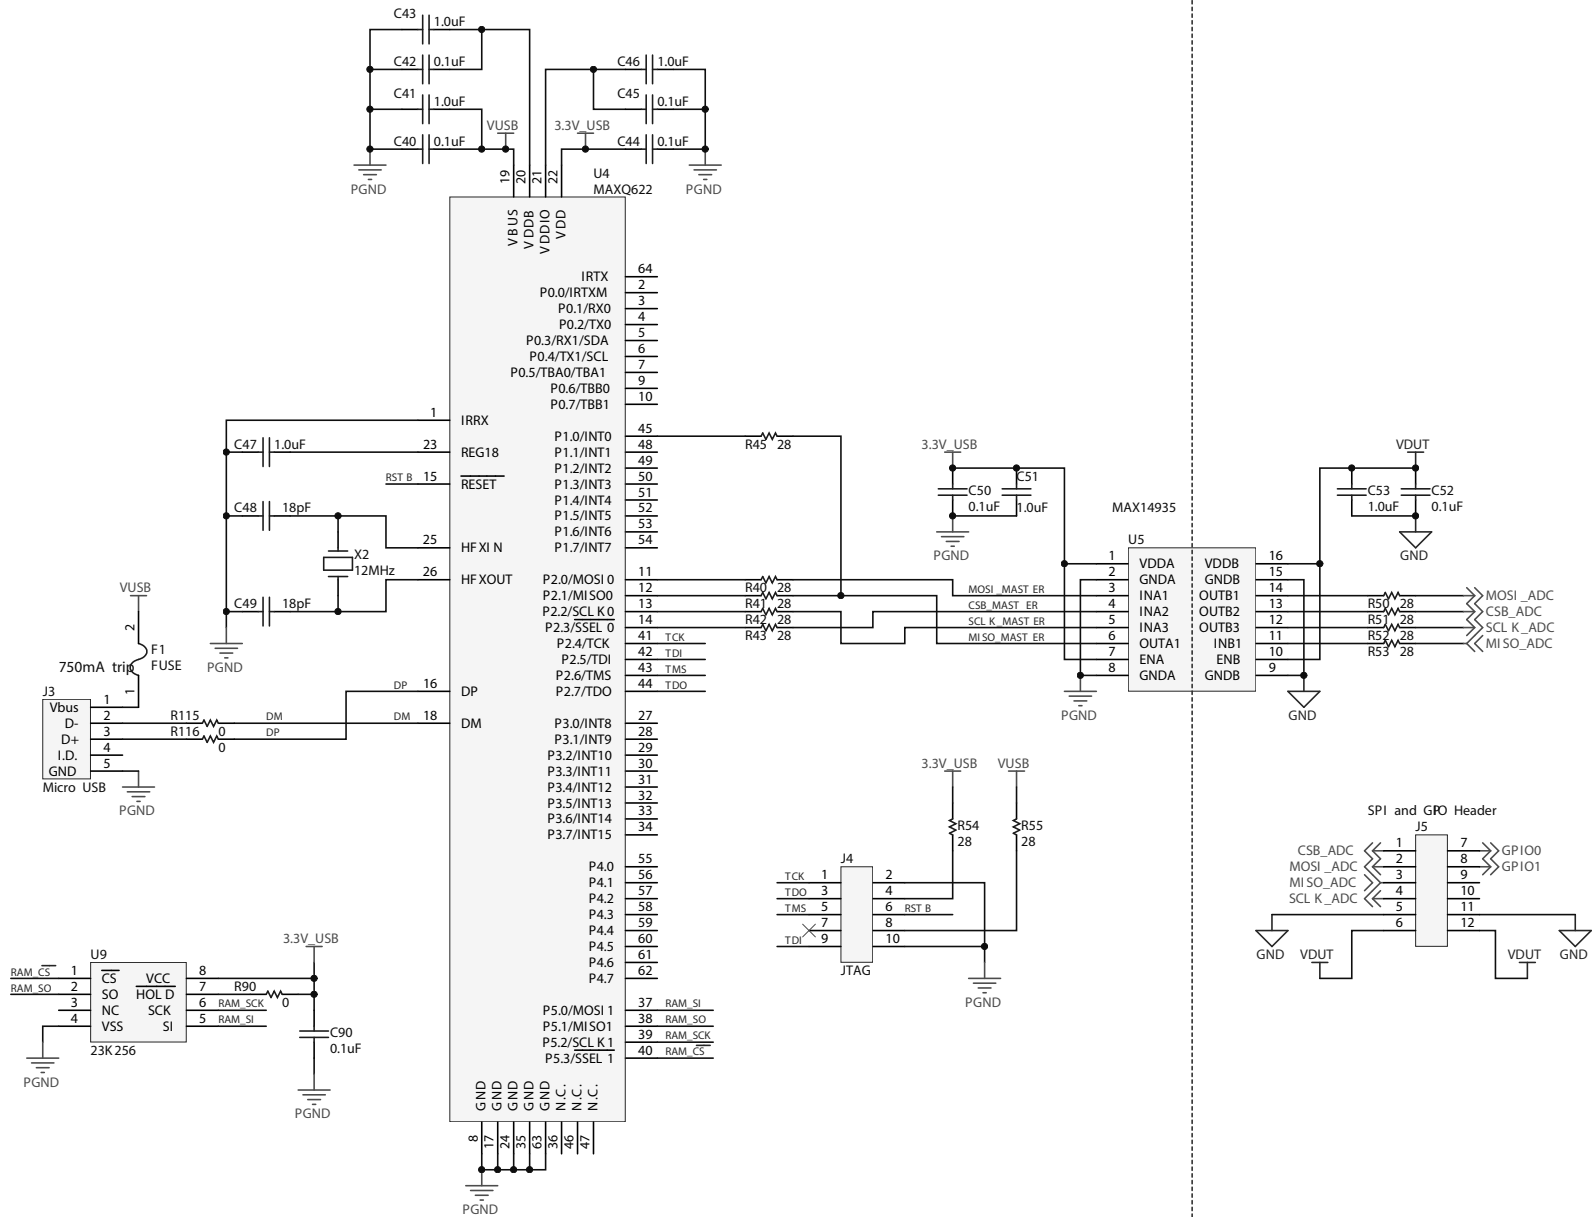 C43 1.0uF
C42 0.1uF
C41 1.0uF
C40 0.1uF
VUSB
PGND
C46 1.0uF
C45 0.1uF
3.3V_USB
C44 0.1uF
PGND
19 20 21 22
U4
MAXQ622
VBUS VDDB VDDIO VDD
IRTX 64
P0.0/IRTXM 2
P0.1/RX0 3
P0.2/TX0 4
P0.3/RX1/SDA 5
P0.4/TX1/SCL 6
P0.5/TBA0/TBA1 7
P0.6/TBB0 9
P0.7/TBB1 10
1 IRRX
C47 1.0uF 23 REG18
RST B 15 RESET
C48 18pF
25 HFXIN
X2
12MHz
26 HFXOUT
C49 18pF
PGND
P1.0/INT0 45
P1.1/INT1 48
P1.2/INT2 49
P1.3/INT3 50
P1.4/INT4 51
P1.5/INT5 52
P1.6/INT6 53
P1.7/INT7 54
R45 28
P2.0/MOSI 0 11
P2.1/MISO0 12
P2.2/SCLK 0 13
P2.3/SSEL 0 14
P2.4/TCK 41 TCK
P2.5/TDI 42 TDI
P2.6/TMS 43 TMS
P2.7/TDO 44 TDO
R40 28
R41 28
R42 28
R43 28
3.3V_USB
C50
0.1uF
C51
1.0uF
PGND
MAX14935
U5
MOSI_MASTER
CSB_MASTER
SCLK_MASTER
MISO_MASTER
1 VDDA VDDB 16
2 GNDA GNDB 15
3 INA1 OUTB1 14
4 INA2 OUTB2 13
5 INA3 OUTB3 12
6 OUTA1 INB1 11
7 ENA ENB 10
8 GNDA GNDB 9
PGND
VDUT
C53
1.0uF
C52
0.1uF
GND
R50 28 MOSI_ADC
R51 28 CSB_ADC
R52 28 SCLK_ADC
R53 28 MISO_ADC
GND
VUSB
2
F1
FUSE
750mA trip
1
J3
Vbus 1
D- 2
D+ 3
I.D. 4
GND 5
Micro USB
PGND
R115
0
R116
0
DM
DP
DP 16 DP
DM 18 DM
P3.0/INT8 27
P3.1/INT9 28
P3.2/INT10 29
P3.3/INT11 30
P3.4/INT12 31
P3.5/INT13 32
P3.6/INT14 33
P3.7/INT15 34
P4.0 55
P4.1 56
P4.2 57
P4.3 58
P4.4 59
P4.5 60
P4.6 61
P4.7 62
P5.0/MOSI 1 37 RAM_SI
P5.1/MISO1 38 RAM_SO
P5.2/SCLK 1 39 RAM_SCK
P5.3/SSEL 1 40 RAM_CS
GND GND GND GND GND N.C. N.C. N.C.
8 17 24 35 63 36 46 47
PGND
3.3V_USB VUSB
R54
28
R55
28
J4
TCK 1 2
TDO 3 4
TMS 5 6 RST B
7 8
TDI 9 10
JTAG
PGND
SPI and GPIO Header
J5
CSB_ADC 1 7 GPIO0
MOSI_ADC 2 8 GPIO1
MISO_ADC 3 9
SCLK_ADC 4 10
5 11
6 12
GND VDUT VDUT GND
3.3V_USB
U9
RAM_CS 1 CS VCC 8
RAM_SO 2 SO HOLD 7 R90 0
3 NC SCK 6 RAM_SCK
4 VSS SI 5 RAM_SI
23K256
C90
0.1uF
PGND
PGND